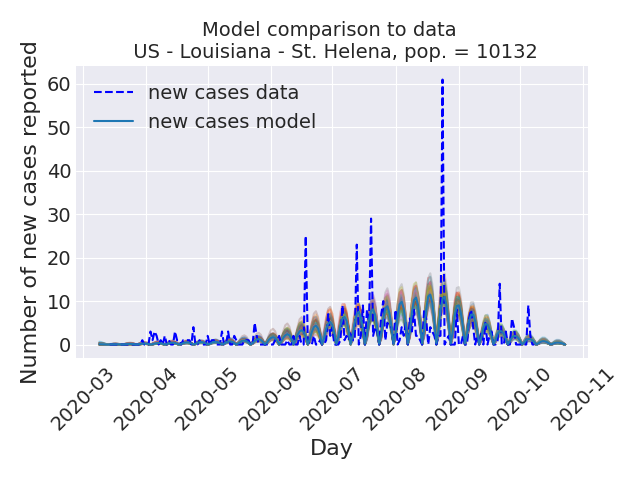 Model comparison to data
US - Louisiana - St. Helena, pop. = 10132
Number of new cases reported
60
50
40
30
20
10
0
new cases data
new cases model
2020-03
2020-04
2020-05
2020-06
2020-07
2020-08
2020-09
2020-10
2020-11
Day